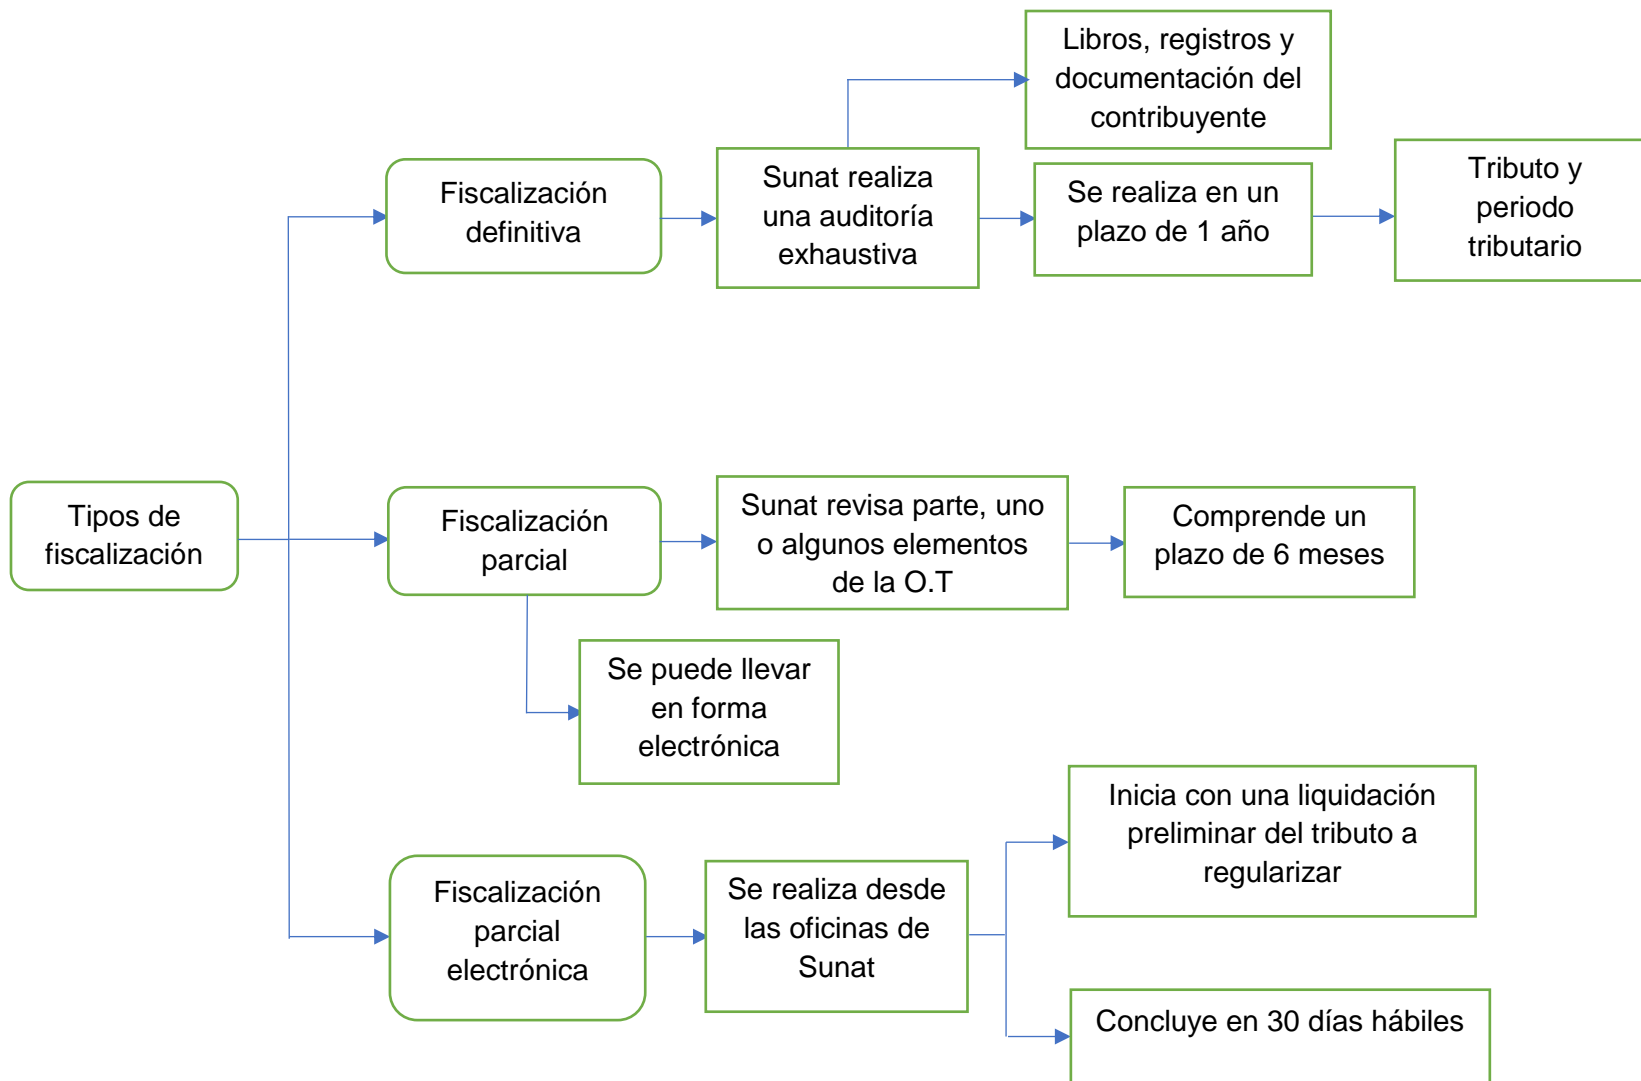 Libros, registros y
documentación del
contribuyente
Fiscalización
definitiva
Sunat realiza
una auditoría
exhaustiva
Se realiza en un
plazo de 1 año
Tributo y
periodo
tributario
Tipos de
fiscalización
Fiscalización
parcial
Sunat revisa parte, uno
o algunos elementos
de la O.T
Comprende un
plazo de 6 meses
Se puede llevar
en forma
electrónica
Fiscalización
parcial
electrónica
Se realiza desde
las oficinas de
Sunat
Inicia con una liquidación
preliminar del tributo a
regularizar
Concluye en 30 días hábiles